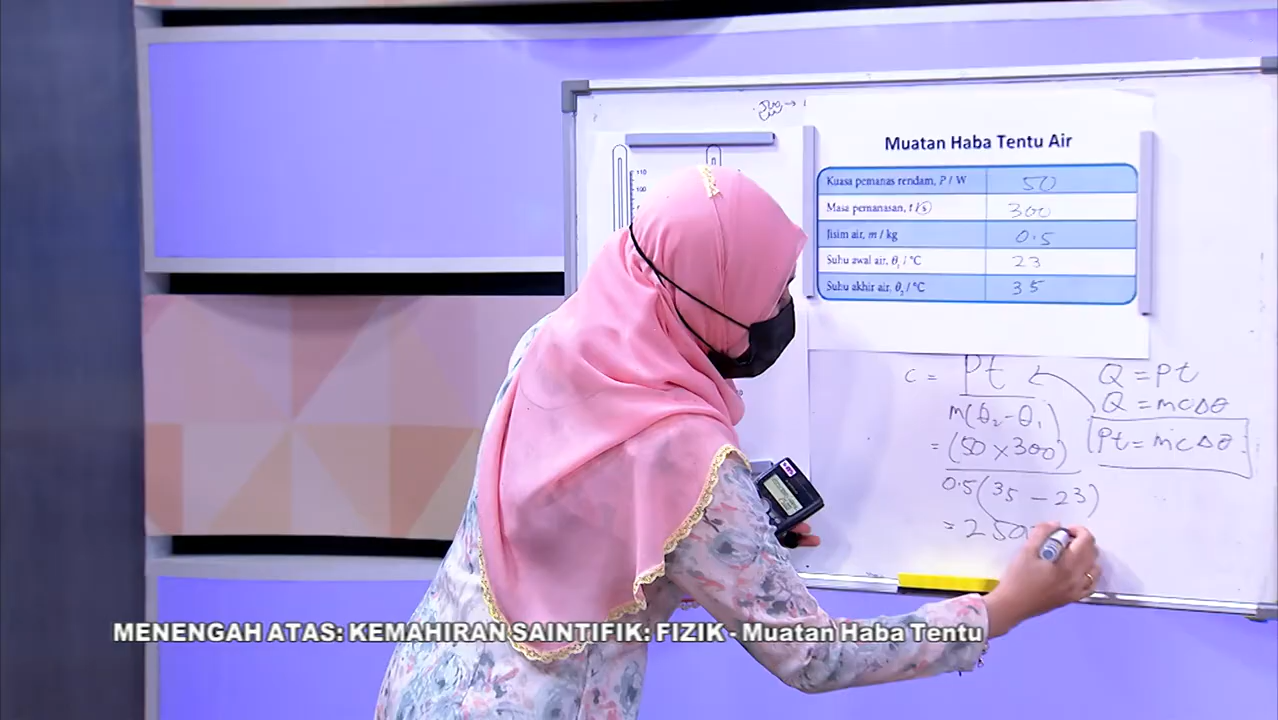 Muatan Haba Tentu Air
Kuasa pemanas rendam, P / W 50
Masa pemanasan, t / s 300
Jisim air, m / kg 0.5
Suhu awal air, θ₁ / °C 23
Suhu akhir air, θ₂ / °C 35
110
100
c = Pt
m(θ₂-θ₁)
= (50 × 300)
0.5(35 - 23)
= 250
Q = Pt
Q = mcΔθ
Pt = mcΔθ
MENENGAH ATAS: KEMAHIRAN SAINTIFIK: FIZIK - Muatan Haba Tentu